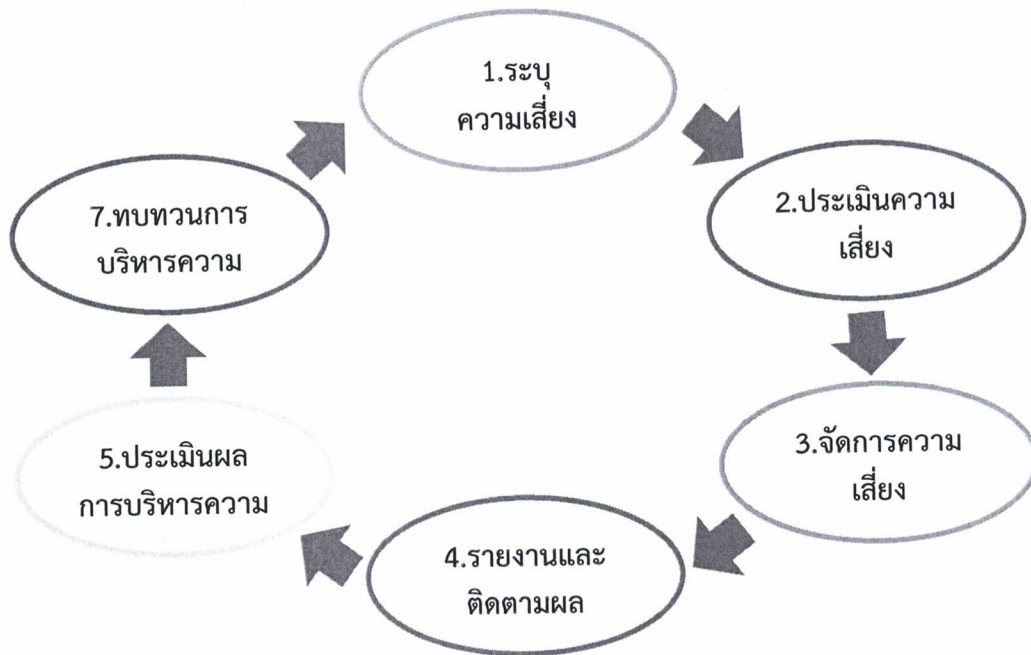 1.ระบุ
ความเสี่ยง
2.ประเมินความ
เสี่ยง
3.จัดการความ
เสี่ยง
4.รายงานและ
ติดตามผล
5.ประเมินผล
การบริหารความ
7.ทบทวนการ
บริหารความ